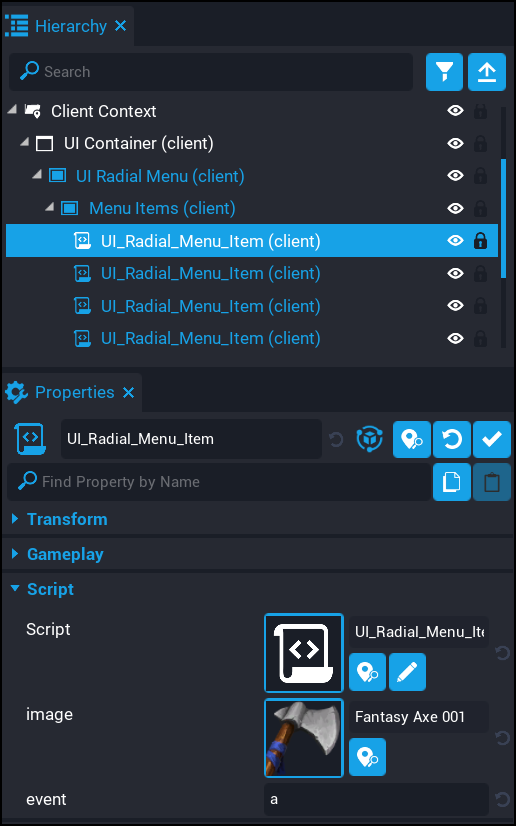 Hierarchy
Search
Client Context
UI Container (client)
UI Radial Menu (client)
Menu Items (client)
UI_Radial_Menu_Item (client)
UI_Radial_Menu_Item (client)
UI_Radial_Menu_Item (client)
UI_Radial_Menu_Item (client)
Properties
UI_Radial_Menu_Item
Find Property by Name
Transform
Gameplay
Script
Script
UI_Radial_Menu_Ite
image
Fantasy Axe 001
event
a